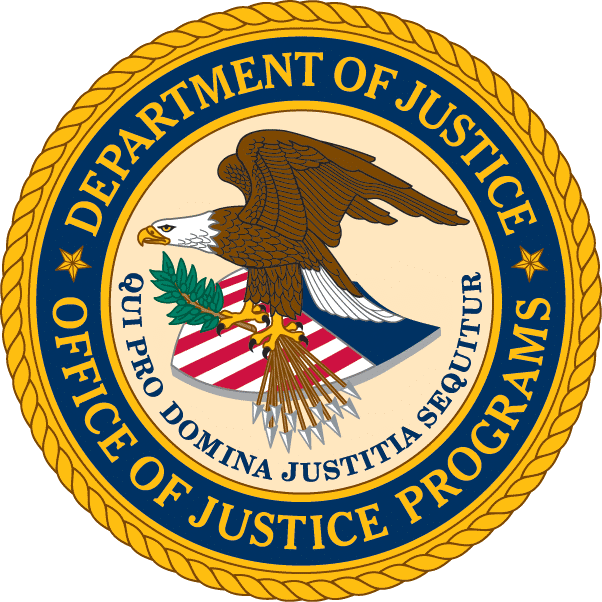 DEPARTMENT OF JUSTICE
OFFICE OF JUSTICE PROGRAMS
QUI PRO DOMINA JUSTITIA SEQUITUR